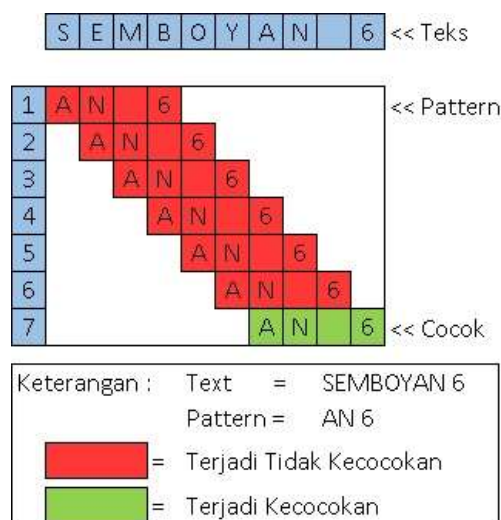 S E M B O Y A N 6 << Teks
1 A N 6 << Pattern
2 A N 6
3 A N 6
4 A N 6
5 A N 6
6 A N 6
7 A N 6 << Cocok
Keterangan : Text = SEMBOYAN 6
Pattern = AN 6
= Terjadi Tidak Kecocokan
= Terjadi Kecocokan